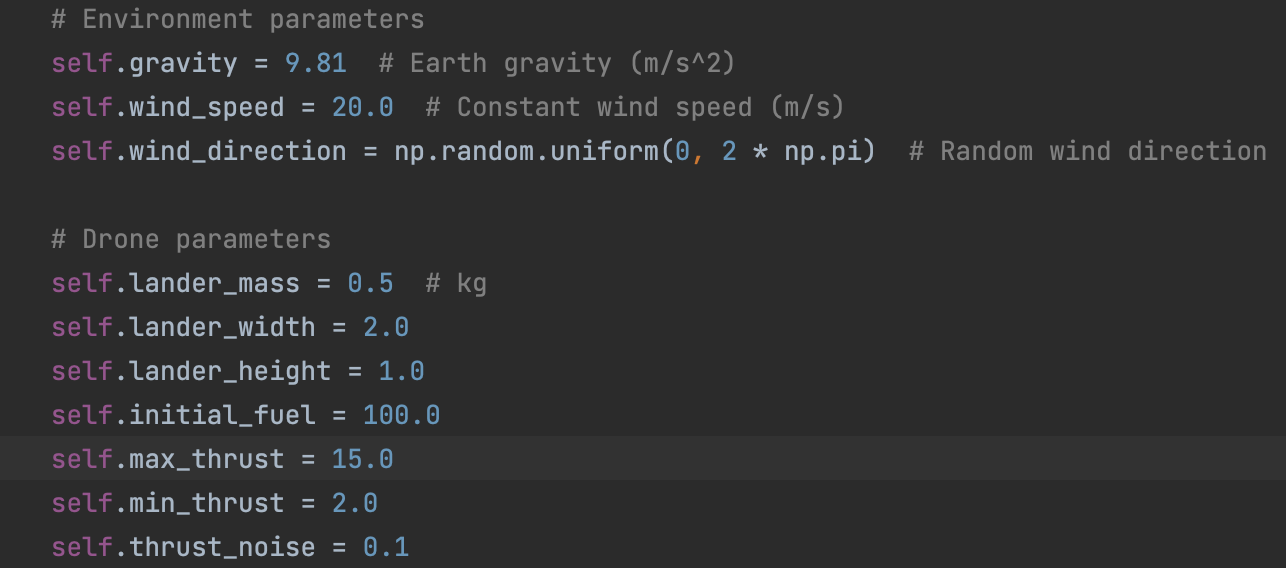 # Environment parameters
self.gravity = 9.81  # Earth gravity (m/s^2)
self.wind_speed = 20.0  # Constant wind speed (m/s)
self.wind_direction = np.random.uniform(0, 2 * np.pi)  # Random wind direction
# Drone parameters
self.lander_mass = 0.5  # kg
self.lander_width = 2.0
self.lander_height = 1.0
self.initial_fuel = 100.0
self.max_thrust = 15.0
self.min_thrust = 2.0
self.thrust_noise = 0.1